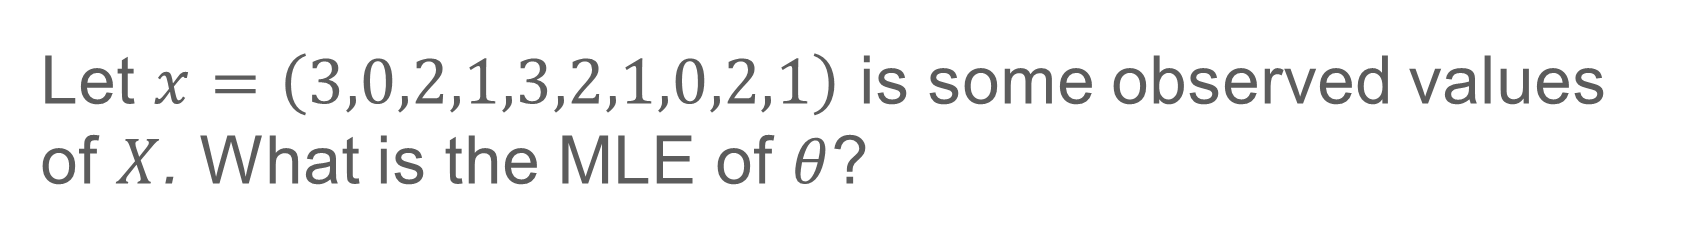 Let x = (3,0,2,1,3,2,1,0,2,1) is some observed values
of X. What is the MLE of θ?